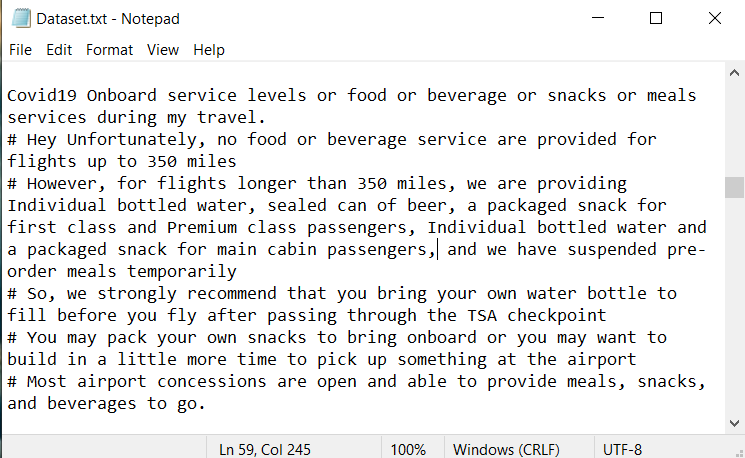 Dataset.txt - Notepad
File Edit Format View Help
Covid19 Onboard service levels or food or beverage or snacks or meals
services during my travel.
# Hey Unfortunately, no food or beverage service are provided for
flights up to 350 miles
# However, for flights longer than 350 miles, we are providing
Individual bottled water, sealed can of beer, a packaged snack for
first class and Premium class passengers, Individual bottled water and
a packaged snack for main cabin passengers, and we have suspended pre-
order meals temporarily
# So, we strongly recommend that you bring your own water bottle to
fill before you fly after passing through the TSA checkpoint
# You may pack your own snacks to bring onboard or you may want to
build in a little more time to pick up something at the airport
# Most airport concessions are open and able to provide meals, snacks,
and beverages to go.
Ln 59, Col 245 100% Windows (CRLF) UTF-8